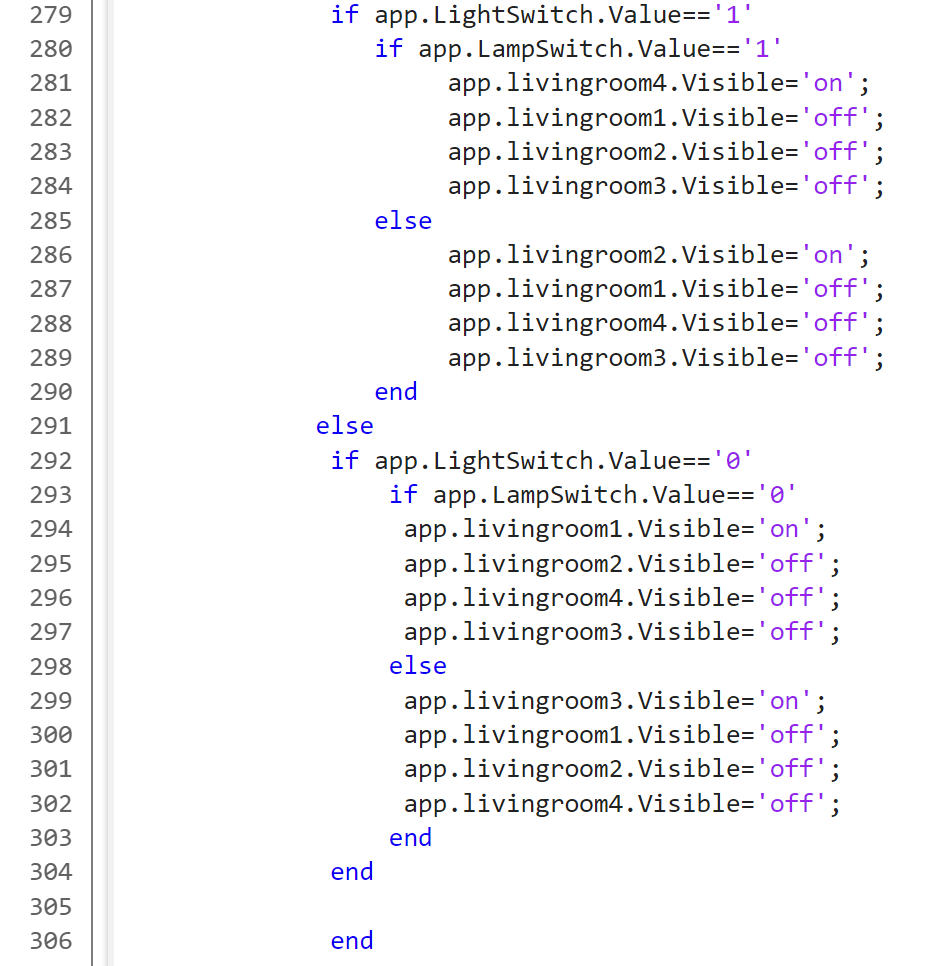 279 if app.LightSwitch.Value=='1'
280 if app.LampSwitch.Value=='1'
281 app.livingroom4.Visible='on';
282 app.livingroom1.Visible='off';
283 app.livingroom2.Visible='off';
284 app.livingroom3.Visible='off';
285 else
286 app.livingroom2.Visible='on';
287 app.livingroom1.Visible='off';
288 app.livingroom4.Visible='off';
289 app.livingroom3.Visible='off';
290 end
291 else
292 if app.LightSwitch.Value=='0'
293 if app.LampSwitch.Value=='0'
294 app.livingroom1.Visible='on';
295 app.livingroom2.Visible='off';
296 app.livingroom4.Visible='off';
297 app.livingroom3.Visible='off';
298 else
299 app.livingroom3.Visible='on';
300 app.livingroom1.Visible='off';
301 app.livingroom2.Visible='off';
302 app.livingroom4.Visible='off';
303 end
304 end
305
306 end